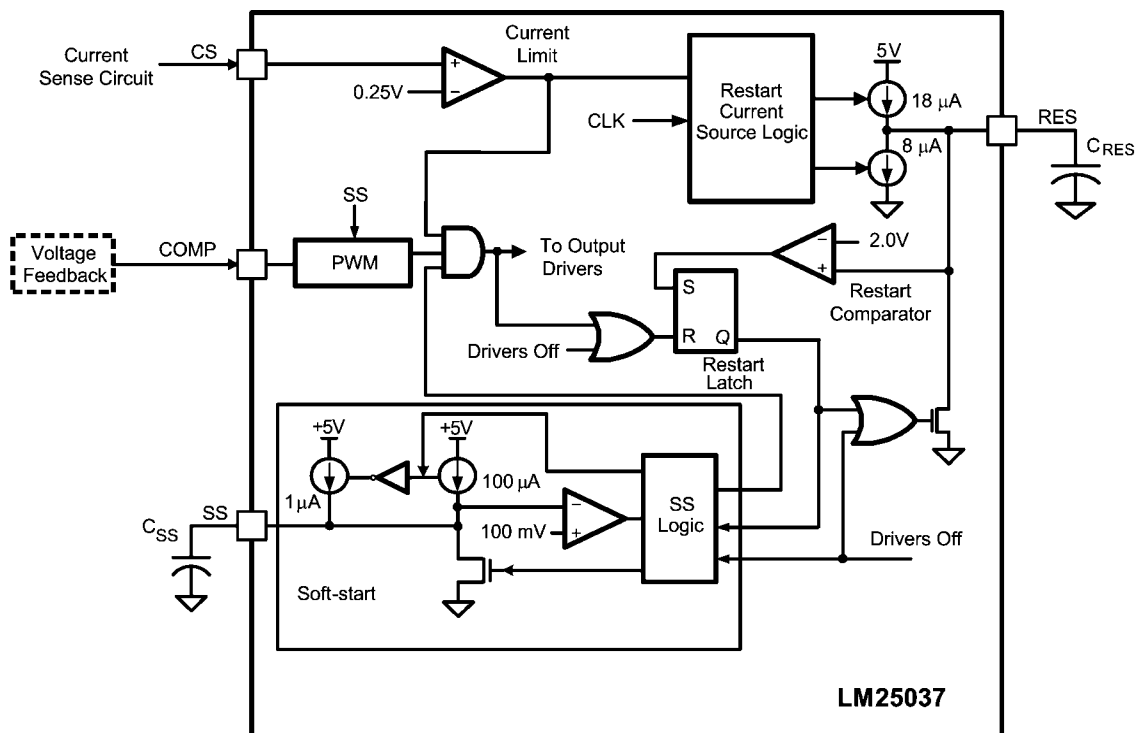 Current
Sense Circuit
CS
0.25V
+
−
Current
Limit
CLK
Restart
Current
Source Logic
5V
18 μA
8 μA
RES
CRES
Voltage
Feedback
COMP
SS
PWM
To Output
Drivers
−
+
2.0V
Restart
Comparator
Drivers Off
S
R
Q
Restart
Latch
+5V
+5V
1μA
100 μA
100 mV
−
+
SS
Logic
Drivers Off
CSS
SS
Soft-start
LM25037